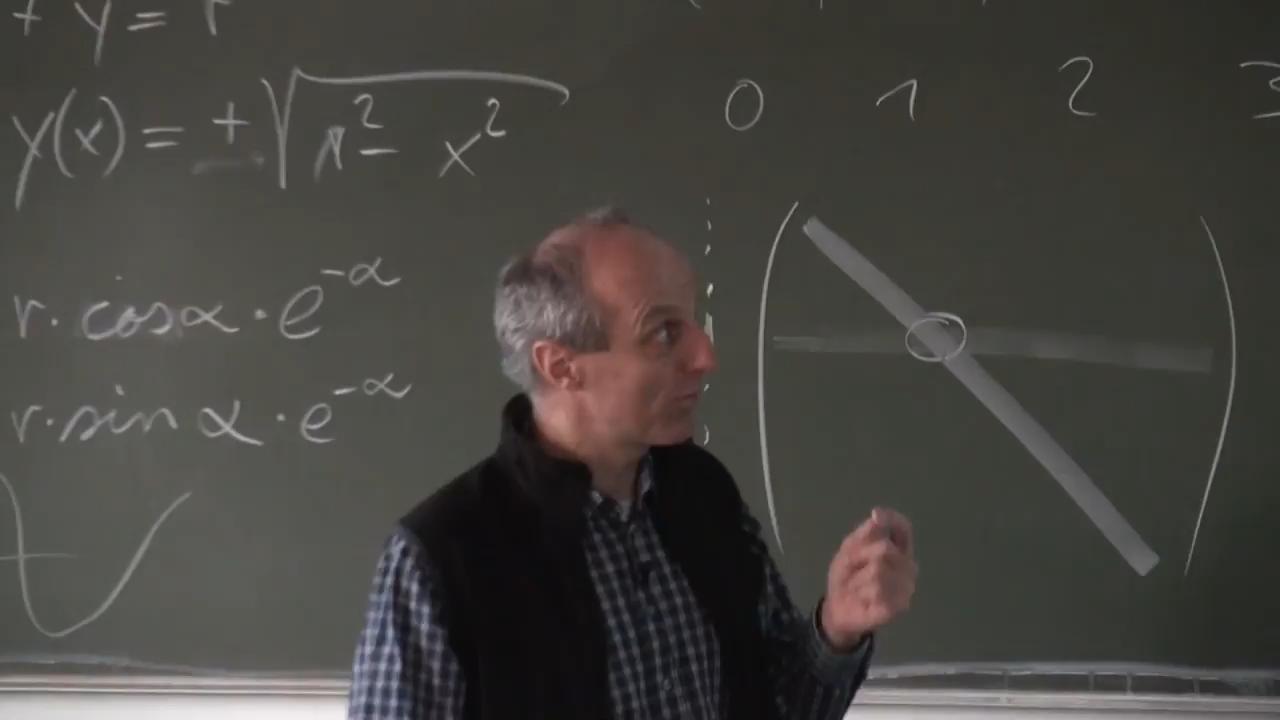 + y = r
y(x) = ± √(r² - x²)
r · cos α · e^-α
r · sin α · e^-α
0 1 2 3